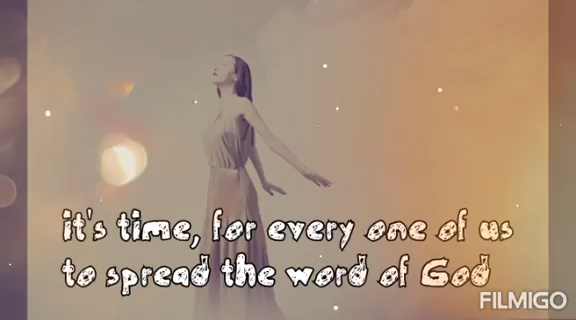 it's time, for every one of us
to spread the word of God
FILMIGO